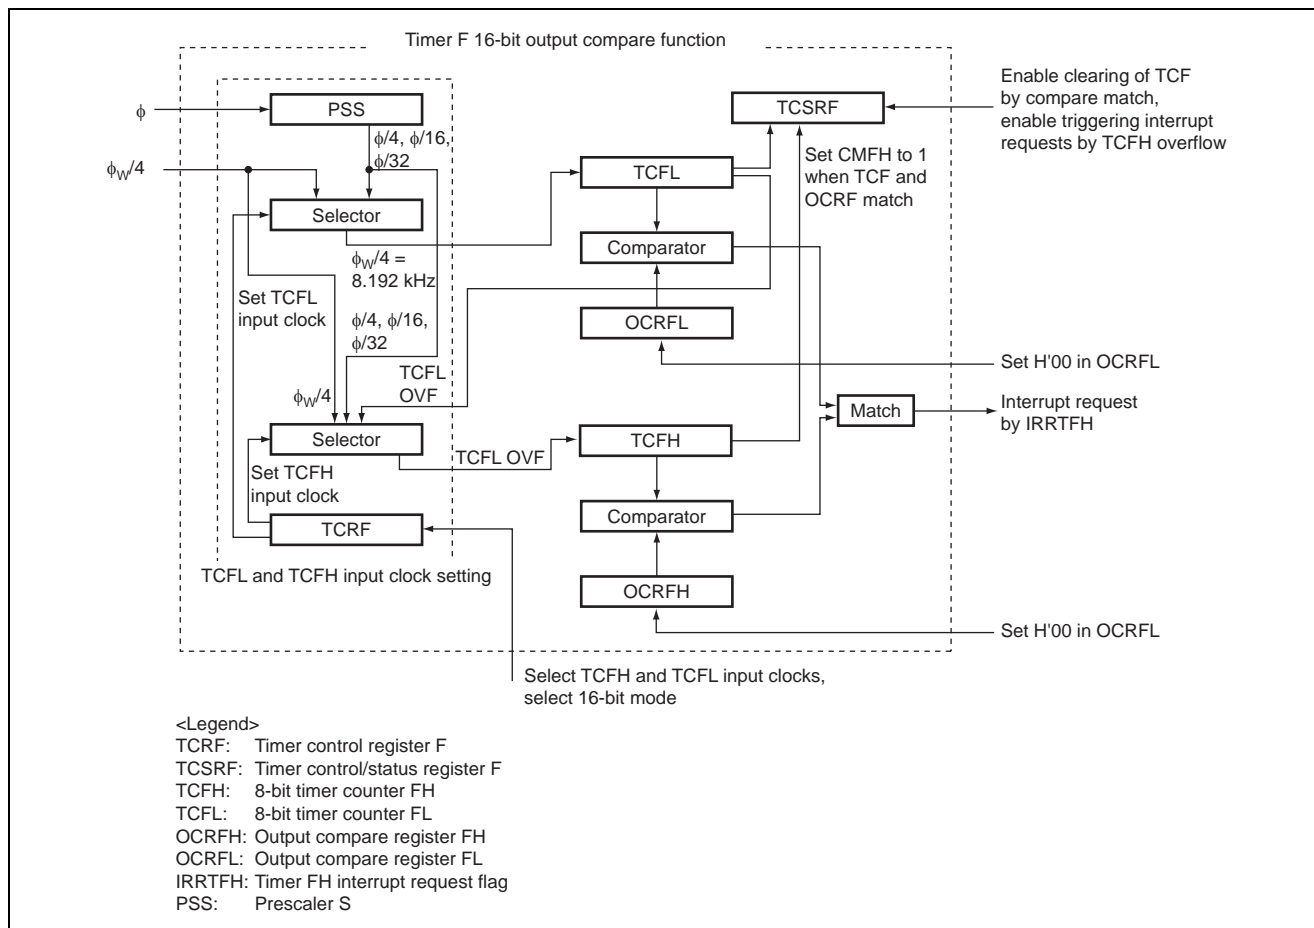 Timer F 16-bit output compare function
ϕ
PSS
ϕ/4, ϕ/16,
ϕ/32
ϕW/4
Selector
ϕW/4 =
8.192 kHz
Set TCFL
input clock
ϕ/4, ϕ/16,
ϕ/32
TCFL
OVF
ϕW/4
Selector
TCFL OVF
Set TCFH
input clock
TCRF
TCFL and TCFH input clock setting
TCSRF
Enable clearing of TCF
by compare match,
enable triggering interrupt
requests by TCFH overflow
Set CMFH to 1
when TCF and
OCRF match
TCFL
Comparator
OCRFL
Set H'00 in OCRFL
Match
Interrupt request
by IRRTFH
TCFH
Comparator
OCRFH
Set H'00 in OCRFL
Select TCFH and TCFL input clocks,
select 16-bit mode
<Legend>
TCRF: Timer control register F
TCSRF: Timer control/status register F
TCFH: 8-bit timer counter FH
TCFL: 8-bit timer counter FL
OCRFH: Output compare register FH
OCRFL: Output compare register FL
IRRTFH: Timer FH interrupt request flag
PSS: Prescaler S